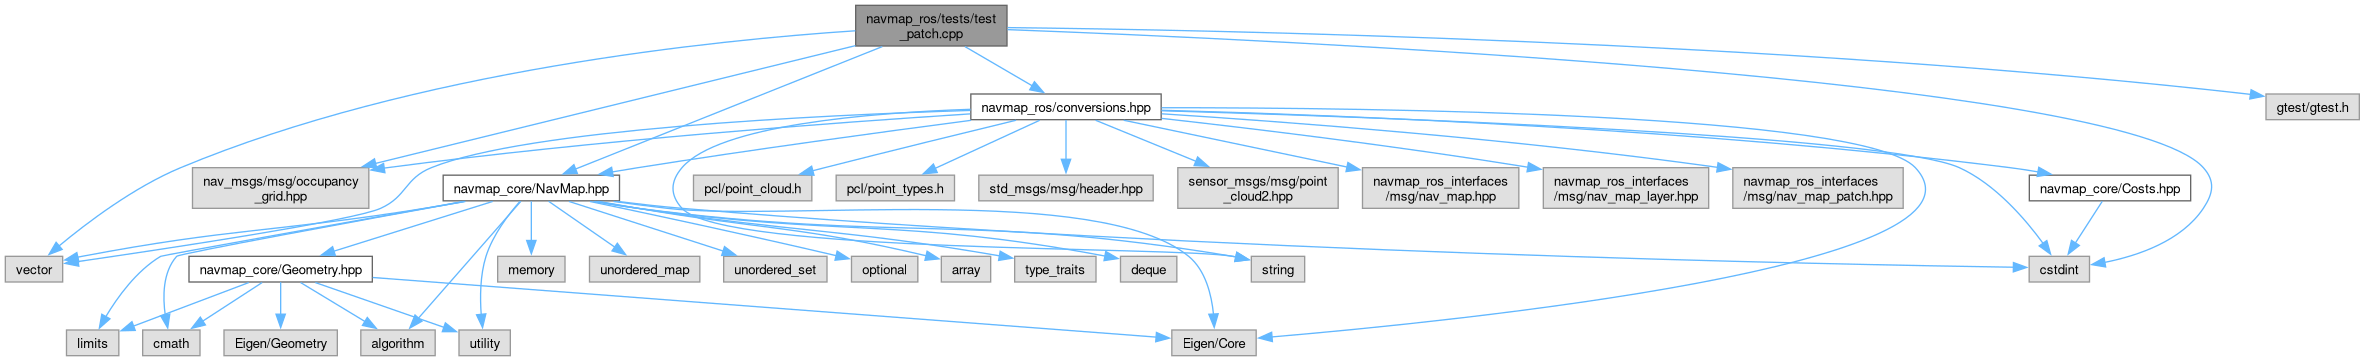 navmap_ros/tests/test
_patch.cpp
navmap_ros/conversions.hpp
gtest/gtest.h
nav_msgs/msg/occupancy
_grid.hpp
navmap_core/NavMap.hpp
pcl/point_cloud.h
pcl/point_types.h
std_msgs/msg/header.hpp
sensor_msgs/msg/point
_cloud2.hpp
navmap_ros_interfaces
/msg/nav_map.hpp
navmap_ros_interfaces
/msg/nav_map_layer.hpp
navmap_ros_interfaces
/msg/nav_map_patch.hpp
navmap_core/Costs.hpp
vector
navmap_core/Geometry.hpp
memory
unordered_map
unordered_set
optional
array
type_traits
deque
string
cstdint
limits
cmath
Eigen/Geometry
algorithm
utility
Eigen/Core